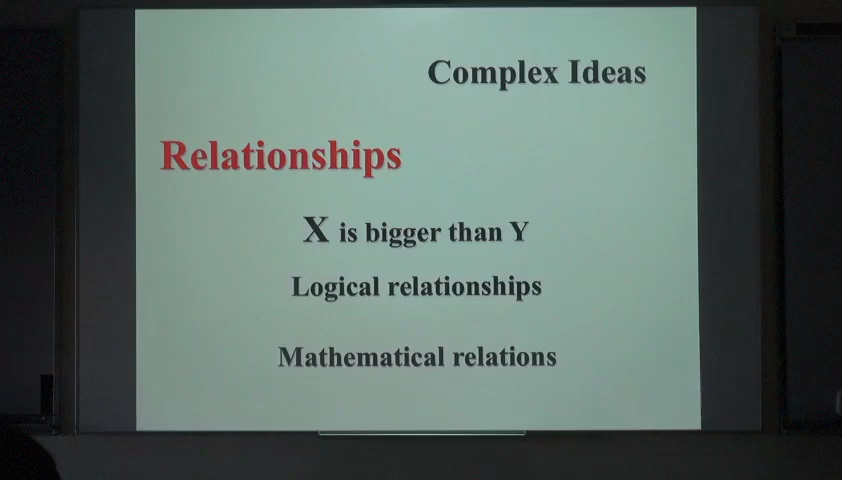 Complex Ideas
Relationships
X is bigger than Y
Logical relationships
Mathematical relations